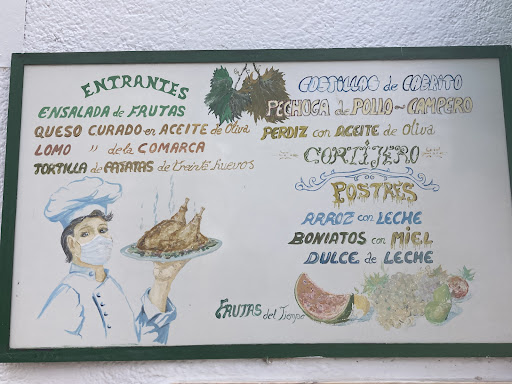 ENTRANTES
ENSALADA de FRUTAS
QUESO CURADO en ACEITE de Oliva
LOMO " de la COMARCA
TORTILLA de PATATAS de treinta huevos
COSTILLAS de CABRITO
PECHUGA de POLLO ~ CAMPERO
PERDIZ con ACEITE de Oliva
CORTIJERO
POSTRES
ARROZ con LECHE
BONIATOS con MIEL
DULCE de LECHE
FRUTAS del Tiempo